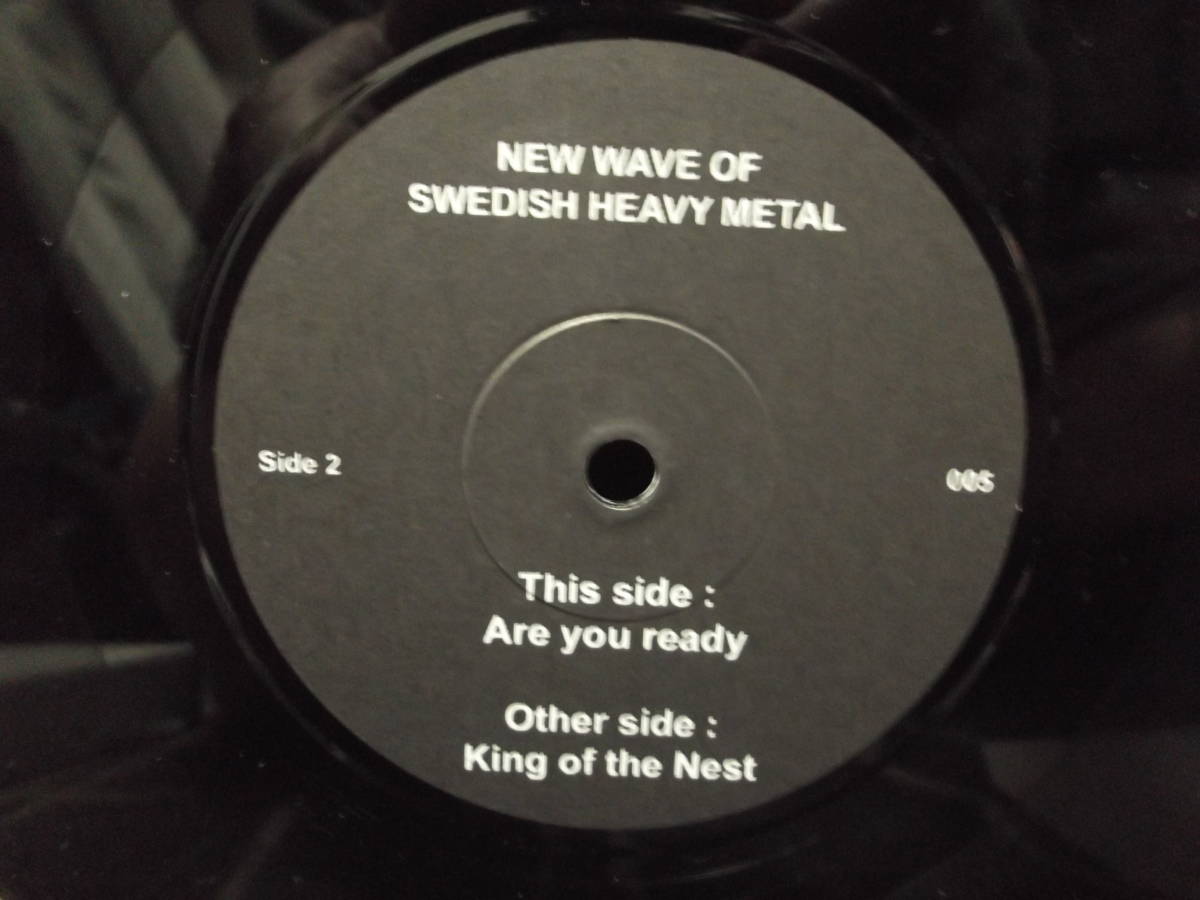 NEW WAVE OF
SWEDISH HEAVY METAL
Side 2
005
This side :
Are you ready
Other side :
King of the Nest